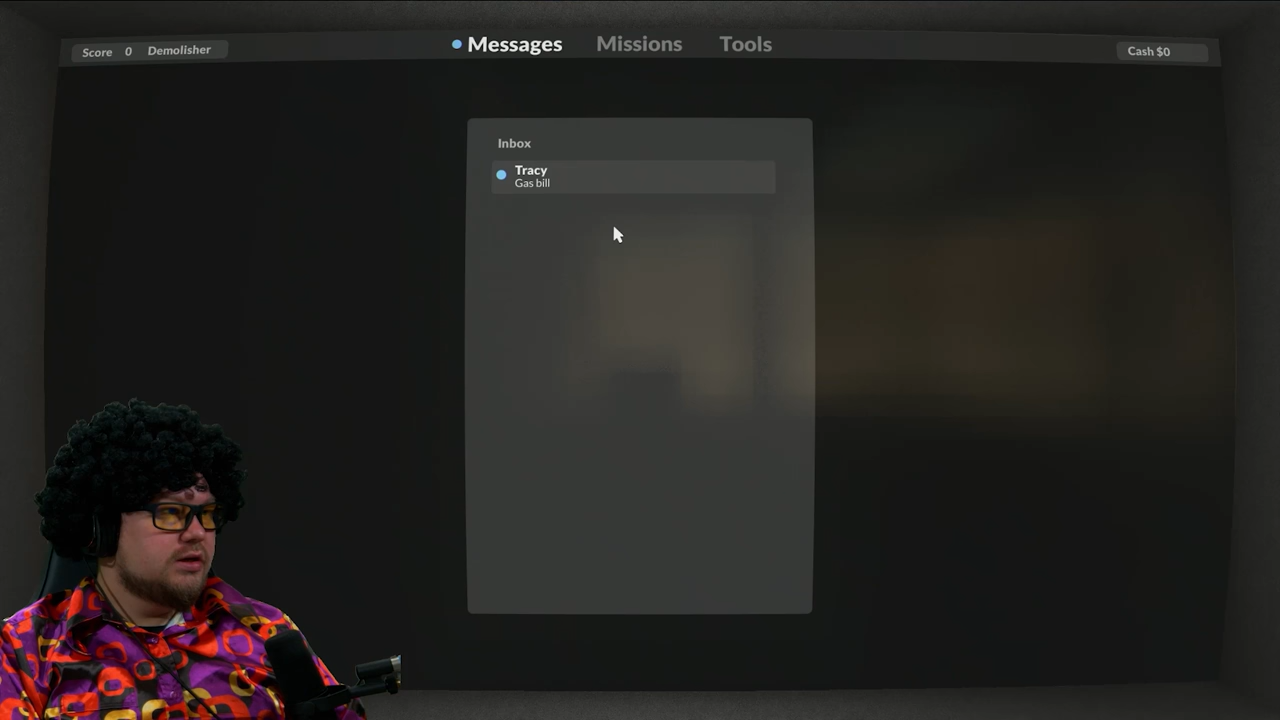 Score 0 Demolisher
Messages Missions Tools
Cash $0
Inbox
Tracy
Gas bill